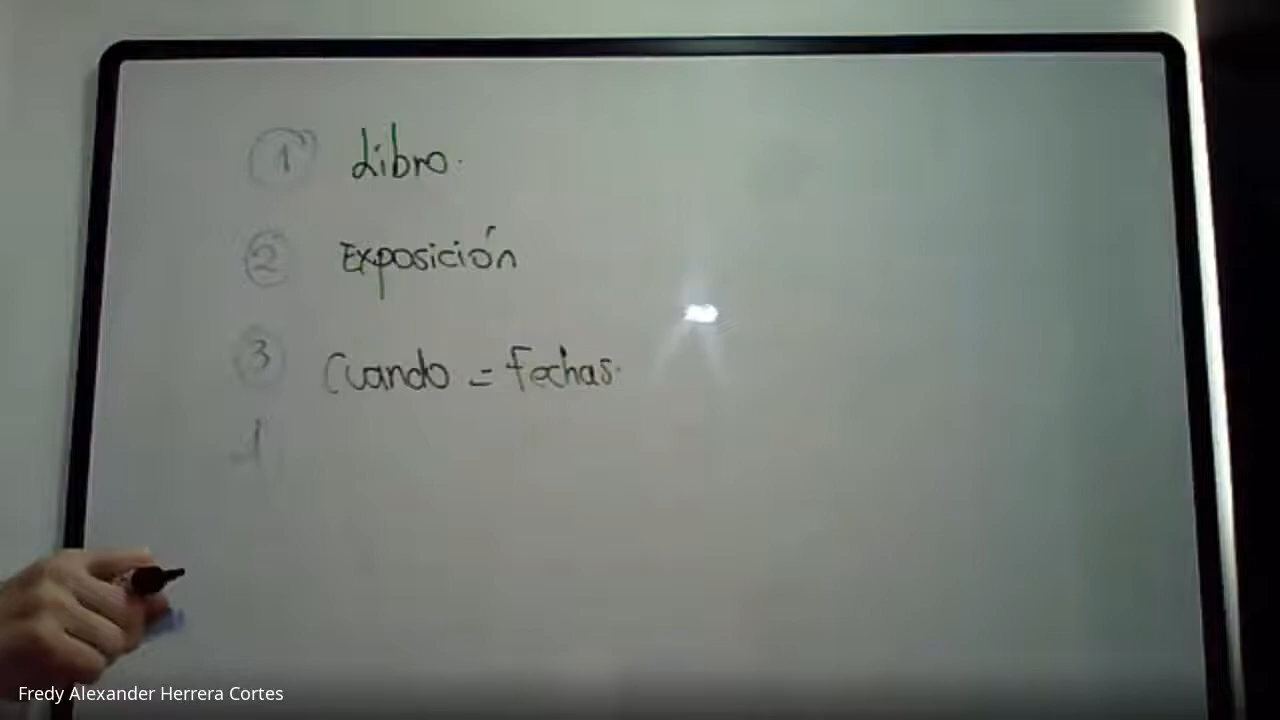 1 Libro.
2 Exposición
3 Cuando = fechas.
Fredy Alexander Herrera Cortes